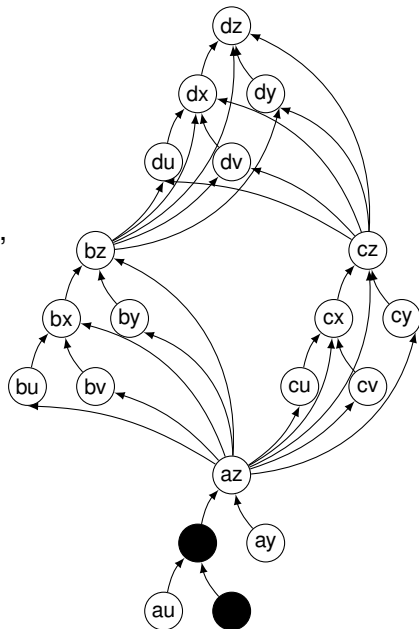 dz
dx dy
du dv
,
bz cz
bx by cx cy
bu bv cu cv
az
ay
au